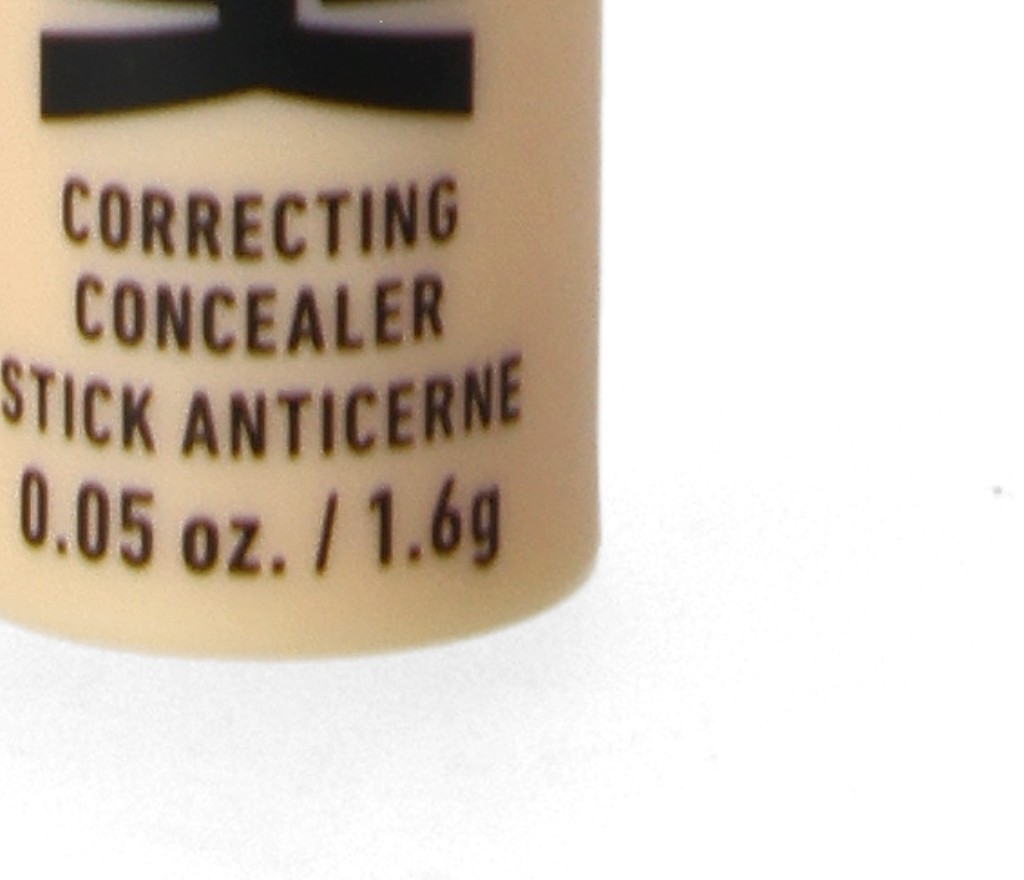 CORRECTING
CONCEALER
STICK ANTICERNE
0.05 oz. / 1.6g